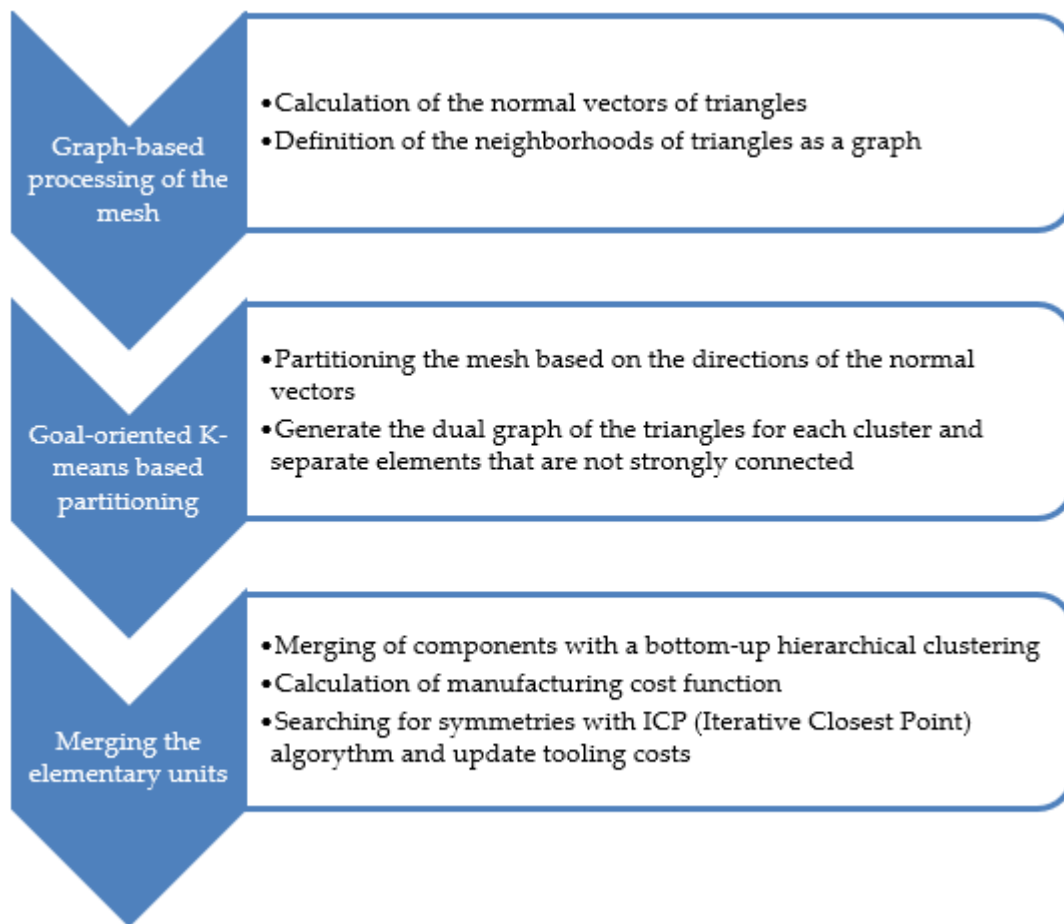 Graph-based
processing of the
mesh
•Calculation of the normal vectors of triangles
•Definition of the neighborhoods of triangles as a graph
Goal-oriented K-
means based
partitioning
•Partitioning the mesh based on the directions of the normal
vectors
•Generate the dual graph of the triangles for each cluster and
separate elements that are not strongly connected
Merging the
elementary units
•Merging of components with a bottom-up hierarchical clustering
•Calculation of manufacturing cost function
•Searching for symmetries with ICP (Iterative Closest Point)
algorythm and update tooling costs